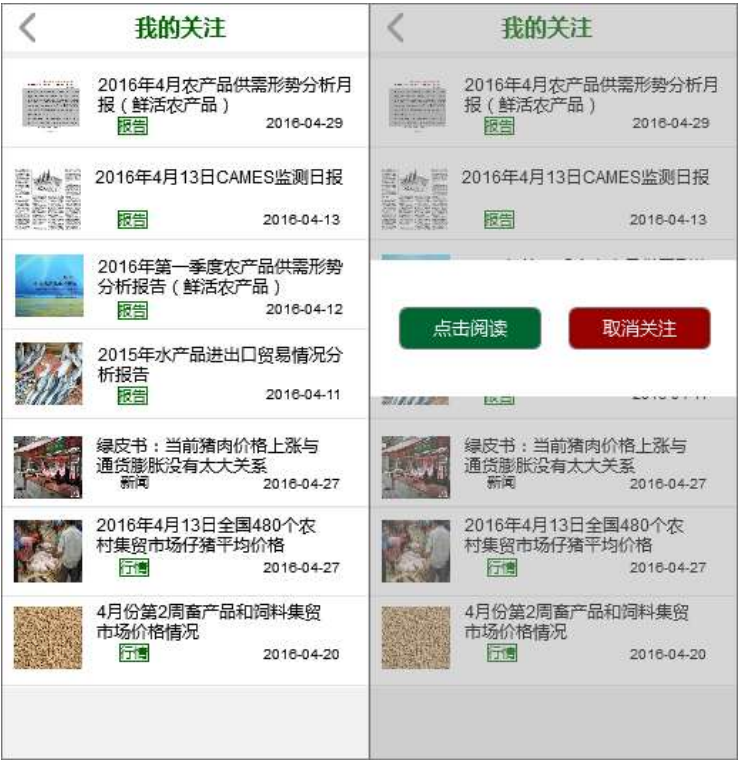 我的关注
2016年4月农产品供需形势分析月
报（鲜活农产品）
报告
2016-04-29
2016年4月13日CAMES监测日报
报告
2016-04-13
2016年第一季度农产品供需形势
分析报告（鲜活农产品）
报告
2016-04-12
2015年水产品进出口贸易情况分
析报告
报告
2016-04-11
绿皮书：当前猪肉价格上涨与
通货膨胀没有太大关系
新闻
2016-04-27
2016年4月13日全国480个农
村集贸市场仔猪平均价格
行情
2016-04-27
4月份第2周畜产品和饲料集贸
市场价格情况
行情
2016-04-20
我的关注
2016年4月农产品供需形势分析月
报（鲜活农产品）
报告
2016-04-29
2016年4月13日CAMES监测日报
报告
2016-04-13
点击阅读
取消关注
绿皮书：当前猪肉价格上涨与
通货膨胀没有太大关系
新闻
2016-04-27
2016年4月13日全国480个农
村集贸市场仔猪平均价格
行情
2016-04-27
4月份第2周畜产品和饲料集贸
市场价格情况
行情
2016-04-20